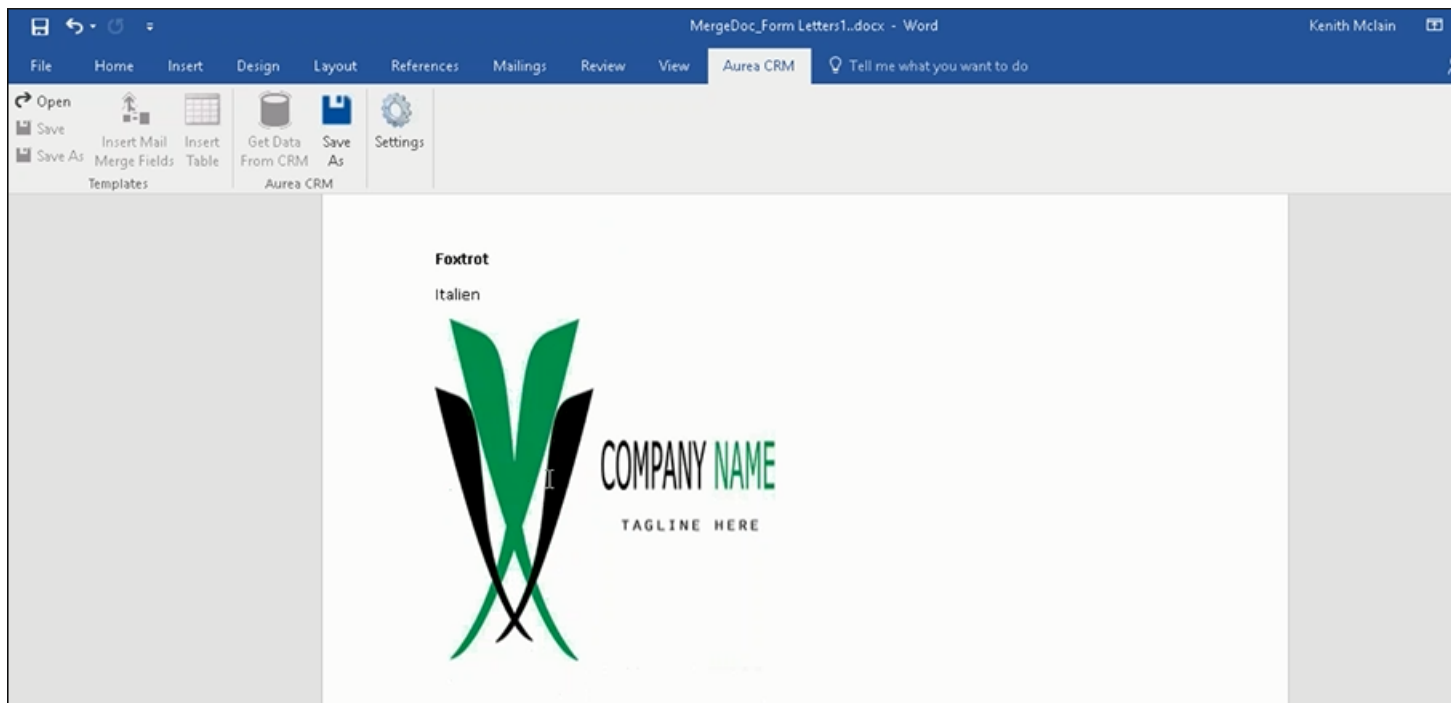 MergeDoc_Form Letters1..docx - Word
Kenith Mclain
File Home Insert Design Layout References Mailings Review View Aurea CRM Tell me what you want to do
Open
Save
Save As
Insert Mail
Merge Fields
Insert
Table
Templates
Get Data
From CRM
Save
As
Aurea CRM
Settings
Foxtrot
Italien
COMPANY NAME
TAGLINE HERE